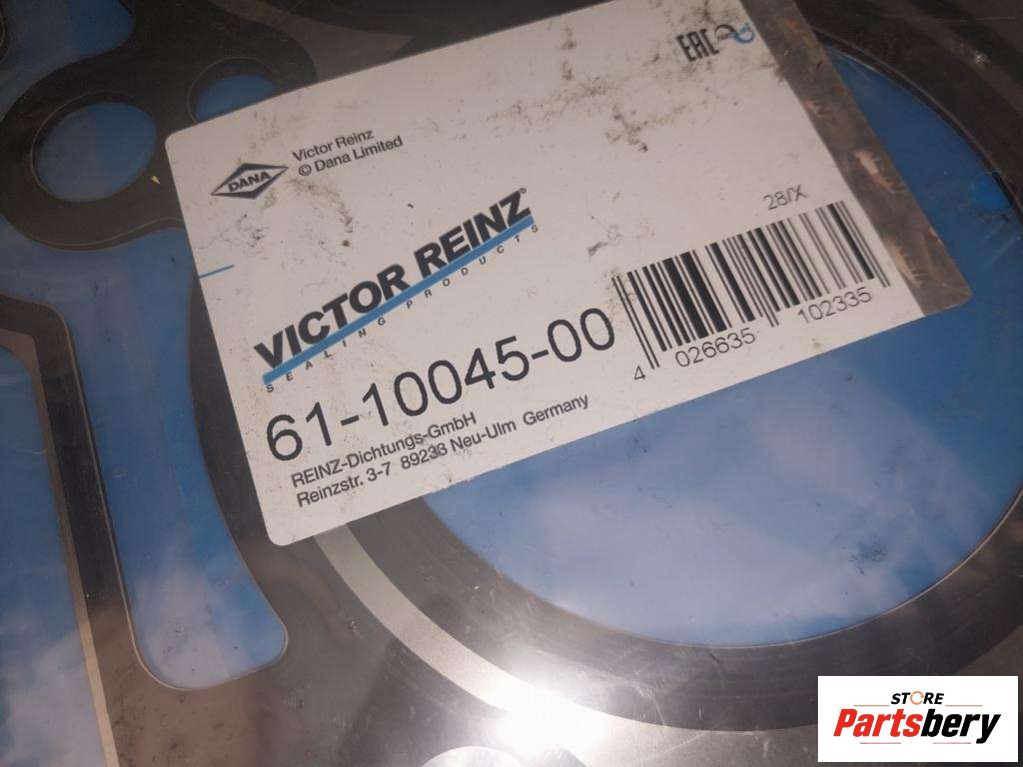 EAC
DANA
Victor Reinz
© Dana Limited
VICTOR REINZ®
SEALING PRODUCTS
28/X
61-10045-00
4 026635 102335
REINZ-Dichtungs-GmbH
Reinzstr. 3-7 89233 Neu-Ulm Germany
STORE
Partsbery